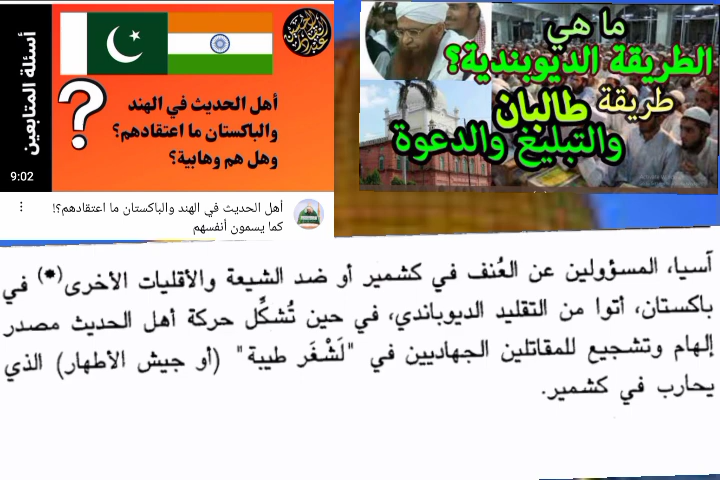 أسئلة المتابعين
أهل الحديث في الهند
والباكستان ما اعتقادهم؟
وهل هم وهابية؟
?
9:02
أهل الحديث في الهند والباكستان ما اعتقادهم؟!
كما يسمون أنفسهم
ما هي
الطريقة الديوبندية؟
طريقة طالبان
والتبليغ والدعوة
آسيا، المسؤولين عن العُنف في كشمير أو ضد الشيعة والأقليات الأخرى(*) في
باكستان، أتوا من التقليد الديوباندي، في حين تُشكِّل حركة أهل الحديث مصدر
إلهام وتشجيع للمقاتلين الجهاديين في "لَشْغَر طيبة" (أو جيش الأطهار) الذي
يحارب في كشمير.